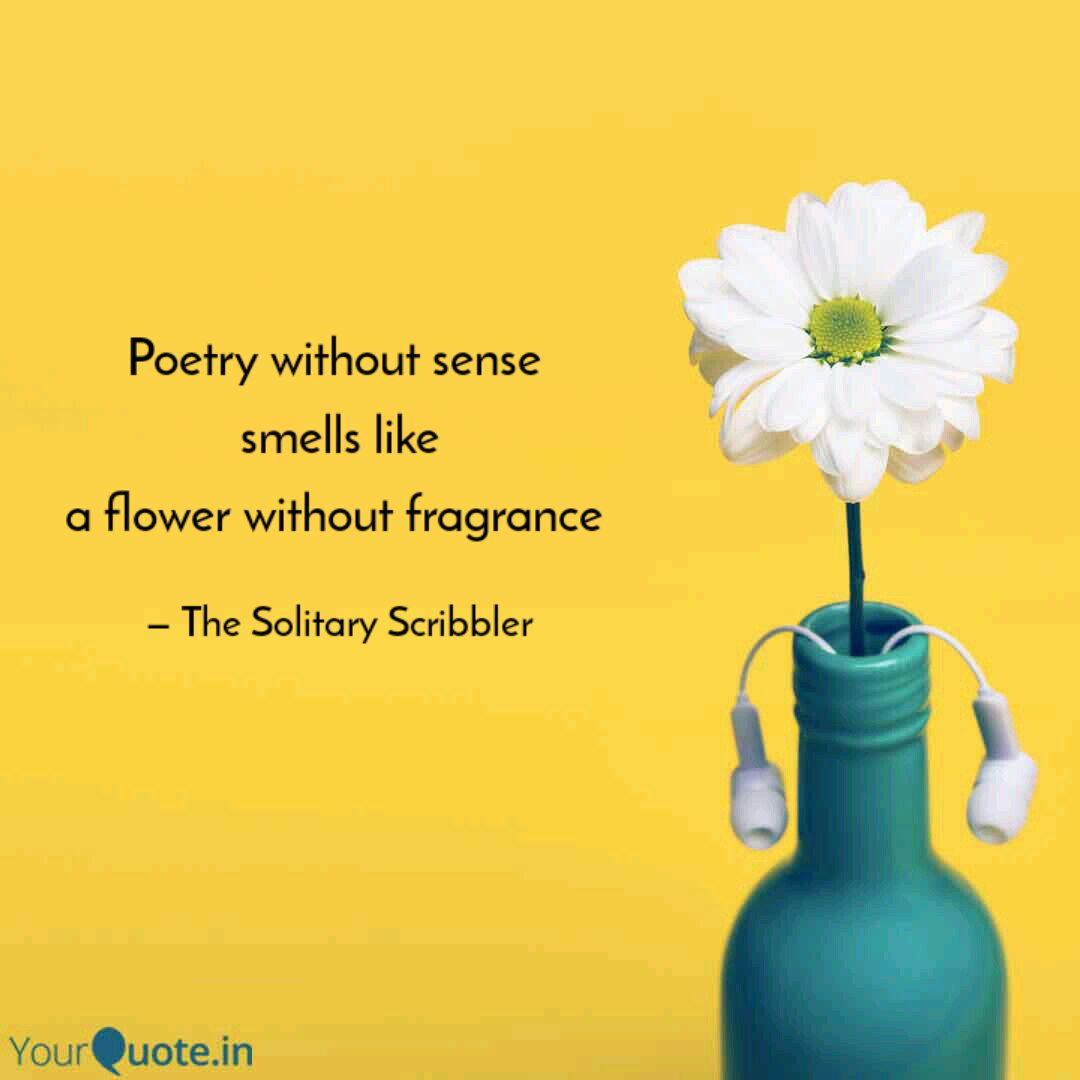 Poetry without sense
smells like
a flower without fragrance
– The Solitary Scribbler
YourQuote.in